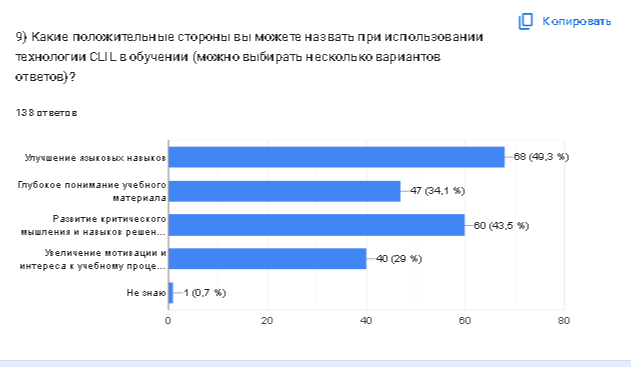 Копировать
9) Какие положительные стороны вы можете назвать при использовании
технологии CLIL в обучении (можно выбирать несколько вариантов
ответов)?
138 ответов
Улучшение языковых навыков
68 (49,3 %)
Глубокое понимание учебного
материала
47 (34,1 %)
Развитие критического
мышления и навыков решен...
60 (43,5 %)
Увеличение мотивации и
интереса к учебному проце...
40 (29 %)
Не знаю
1 (0,7 %)
0 20 40 60 80